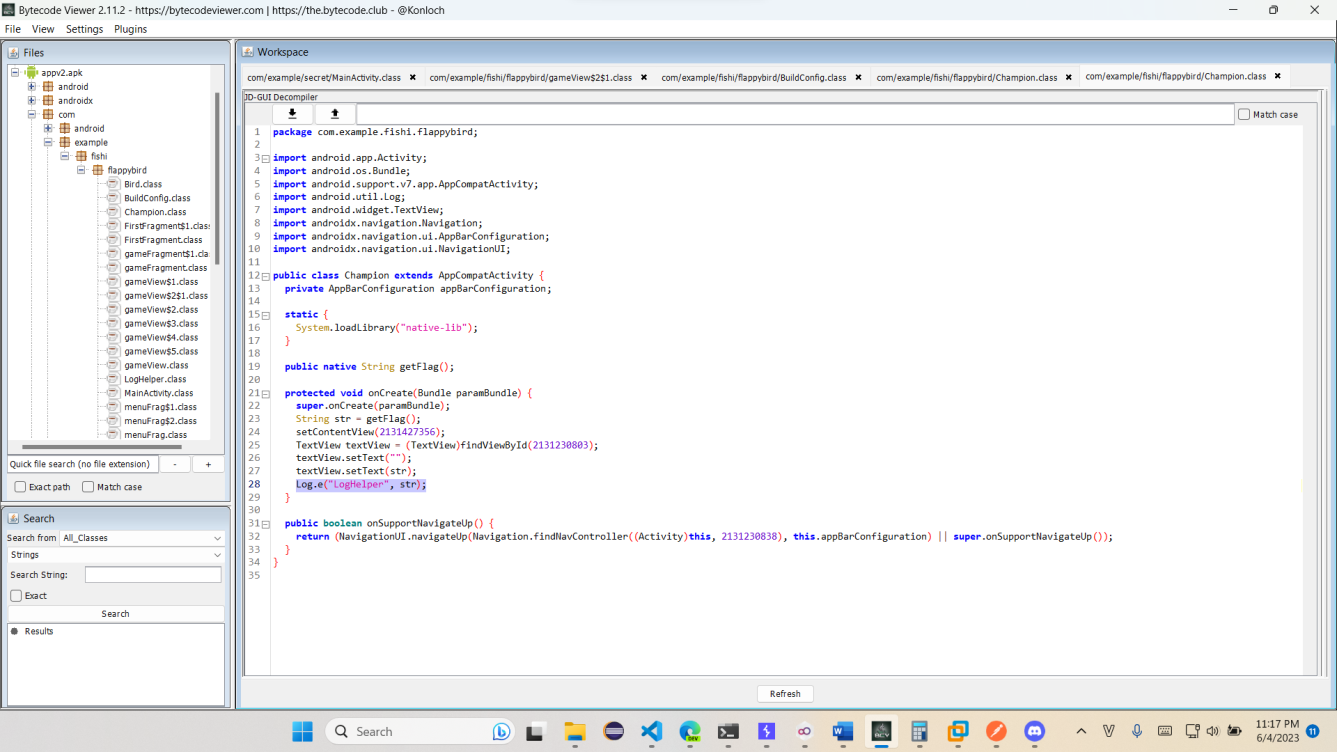 Bytecode Viewer 2.11.2 - https://bytecodeviewer.com | https://the.bytecode.club - @Konloch
File View Settings Plugins
Files
appv2.apk
android
androidx
com
android
example
fishi
flappybird
Bird.class
BuildConfig.class
Champion.class
FirstFragment$1.class
FirstFragment.class
gameFragment$1.cla
gameFragment.class
gameView$1.class
gameView$2$1.class
gameView$2.class
gameView$3.class
gameView$4.class
gameView$5.class
gameView.class
LogHelper.class
MainActivity.class
menuFrag$1.class
menuFrag$2.class
menuFrag.class
Quick file search (no file extension) - +
Exact path Match case
Search
Search from All_Classes
Strings
Search String:
Exact
Search
Results
Workspace
com/example/secret/MainActivity.class com/example/fishi/flappybird/gameView$2$1.class com/example/fishi/flappybird/BuildConfig.class com/example/fishi/flappybird/Champion.class com/example/fishi/flappybird/Champion.class
JD-GUI Decompiler
Match case
1 package com.example.fishi.flappybird;
2
3 import android.app.Activity;
4 import android.os.Bundle;
5 import android.support.v7.app.AppCompatActivity;
6 import android.util.Log;
7 import android.widget.TextView;
8 import androidx.navigation.Navigation;
9 import androidx.navigation.ui.AppBarConfiguration;
10 import androidx.navigation.ui.NavigationUI;
11
12 public class Champion extends AppCompatActivity {
13 private AppBarConfiguration appBarConfiguration;
14
15 static {
16 System.loadLibrary("native-lib");
17 }
18
19 public native String getFlag();
20
21 protected void onCreate(Bundle paramBundle) {
22 super.onCreate(paramBundle);
23 String str = getFlag();
24 setContentView(2131427356);
25 TextView textView = (TextView)findViewById(2131230803);
26 textView.setText("");
27 textView.setText(str);
28 Log.e("LogHelper", str);
29 }
30
31 public boolean onSupportNavigateUp() {
32 return (NavigationUI.navigateUp(Navigation.findNavController((Activity)this, 2131230838), this.appBarConfiguration) || super.onSupportNavigateUp());
33 }
34 }
35
Refresh
Search
11:17 PM
6/4/2023
11